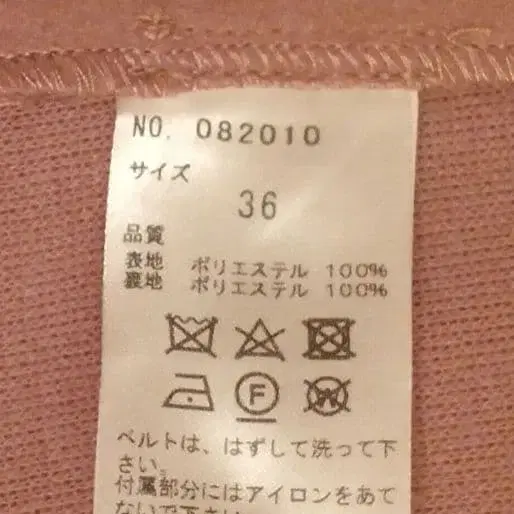 NO. 082010
サイズ
36
品質
表地 ポリエステル 100%
裏地 ポリエステル 100%
F
W
ベルトは、はずして洗って下
さい。
付属部分にはアイロンをあて
ないで下さい